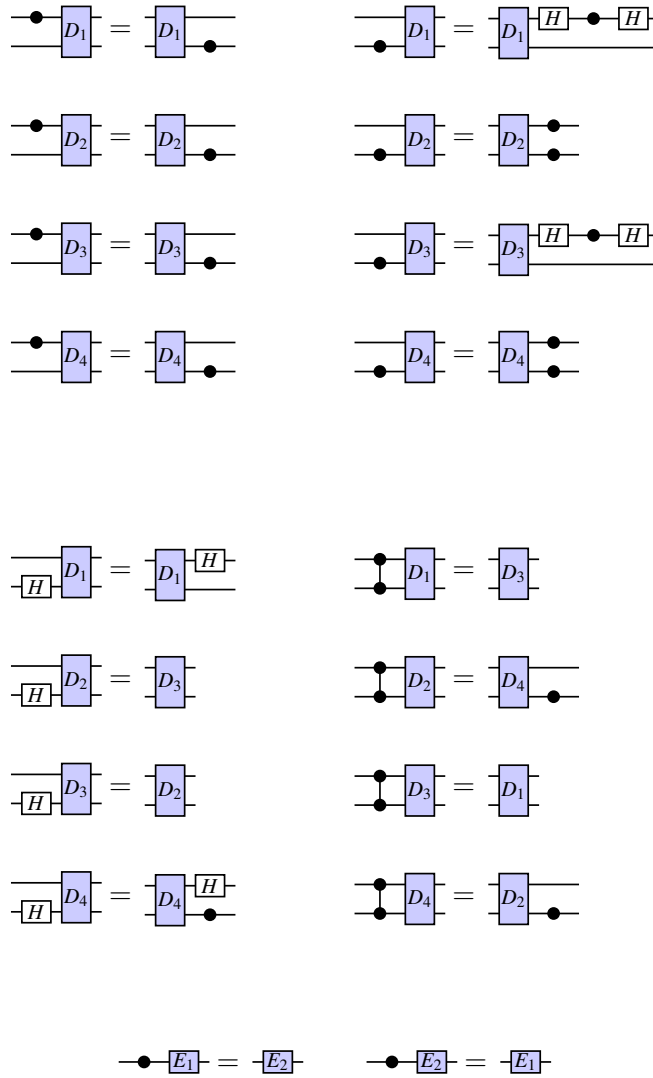 D₁ = D₁ D₁ = D₁ H H
D₂ = D₂ D₂ = D₂
D₃ = D₃ D₃ = D₃ H H
D₄ = D₄ D₄ = D₄
H D₁ = D₁ H D₁ = D₃
H D₂ = D₃ D₂ = D₄
H D₃ = D₂ D₃ = D₁
H D₄ = D₄ H D₄ = D₂
E₁ = E₂ E₂ = E₁